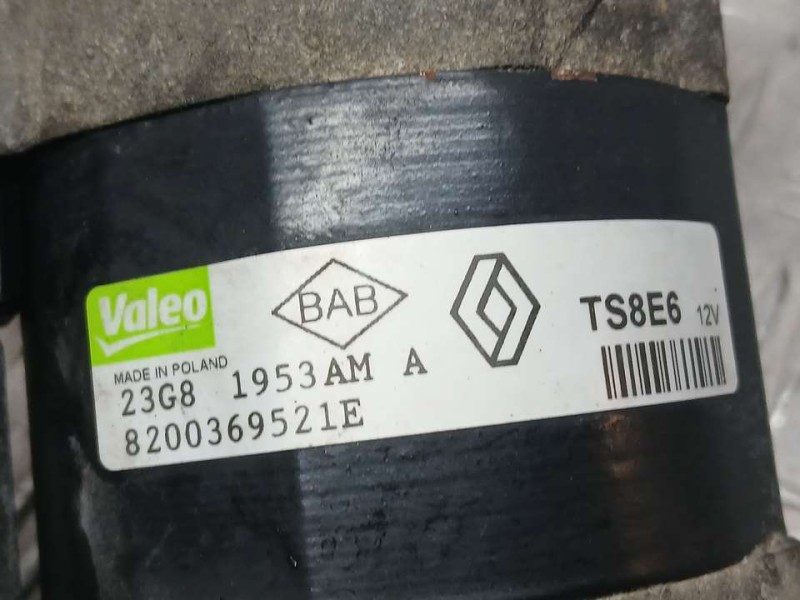 Valeo
BAB
TS8E6 12V
MADE IN POLAND
23G8 1953AM A
8200369521E